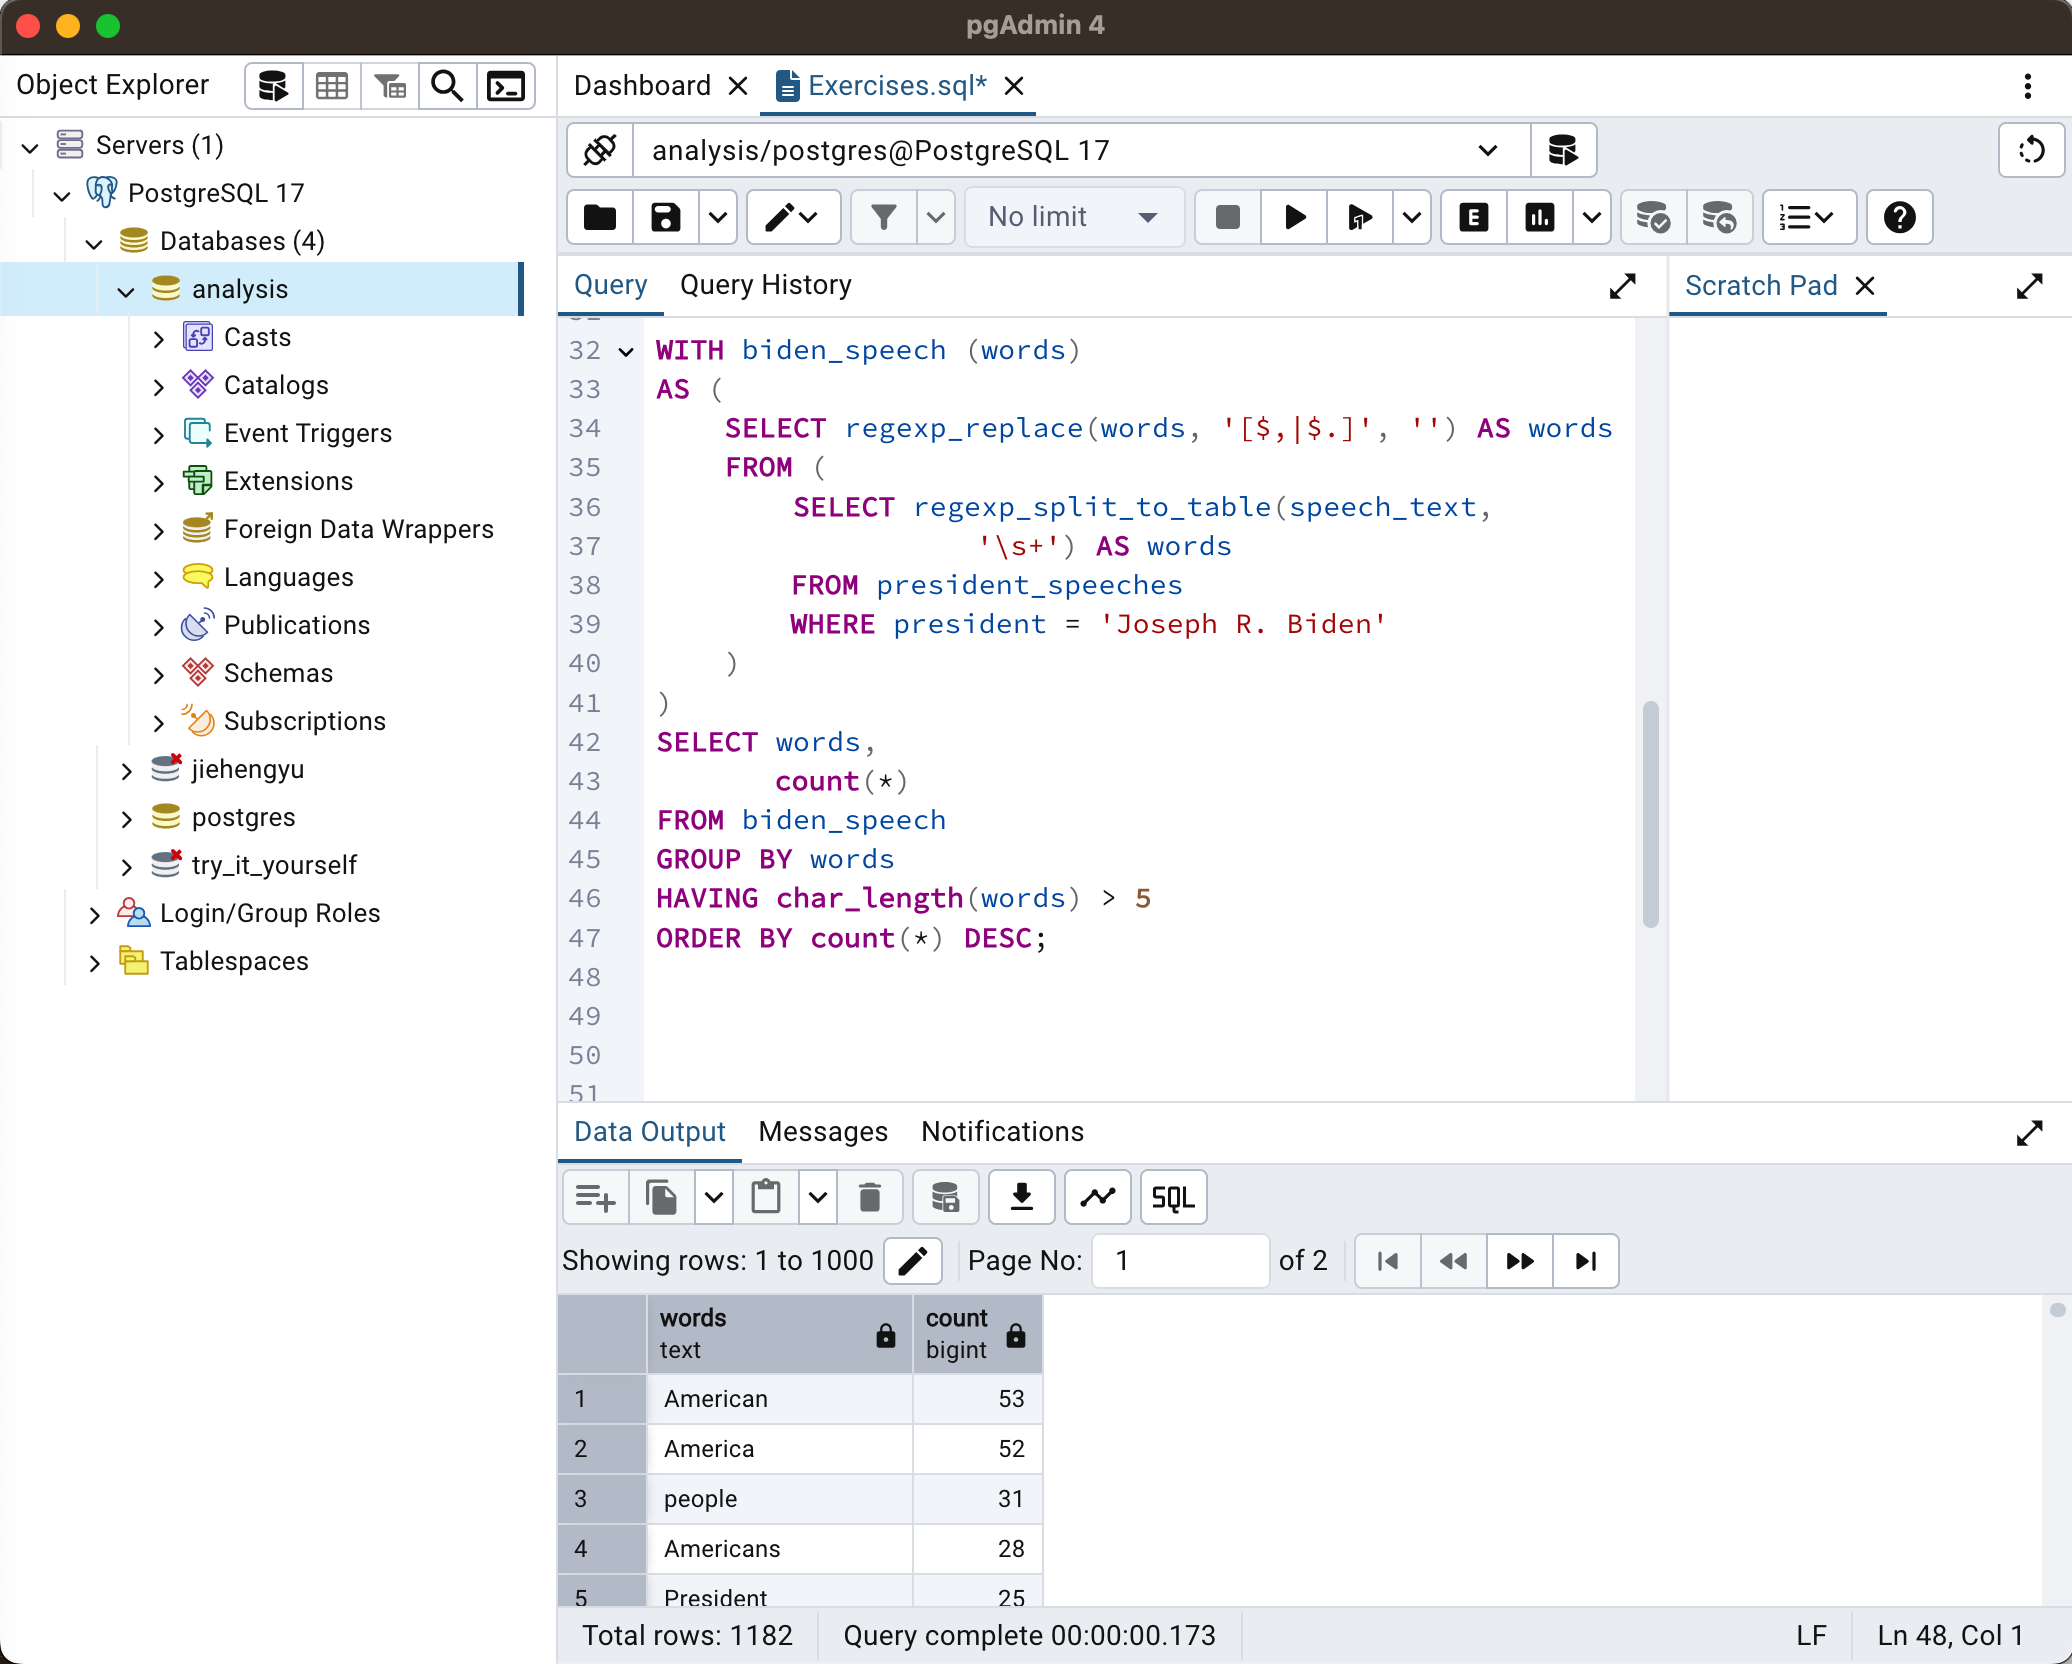 pgAdmin 4
Object Explorer
Servers (1)
PostgreSQL 17
Databases (4)
analysis
Casts
Catalogs
Event Triggers
Extensions
Foreign Data Wrappers
Languages
Publications
Schemas
Subscriptions
jiehengyu
postgres
try_it_yourself
Login/Group Roles
Tablespaces
Dashboard Exercises.sql*
analysis/postgres@PostgreSQL 17
No limit
E
Query Query History
Scratch Pad
32 WITH biden_speech (words)
33 AS (
34 SELECT regexp_replace(words, '[$,|$.]', '') AS words
35 FROM (
36 SELECT regexp_split_to_table(speech_text,
37 '\s+') AS words
38 FROM president_speeches
39 WHERE president = 'Joseph R. Biden'
40 )
41 )
42 SELECT words,
43 count(*)
44 FROM biden_speech
45 GROUP BY words
46 HAVING char_length(words) > 5
47 ORDER BY count(*) DESC;
48
49
50
51
Data Output Messages Notifications
SQL
Showing rows: 1 to 1000 Page No: 1 of 2
words count
text bigint
1 American 53
2 America 52
3 people 31
4 Americans 28
5 President 25
Total rows: 1182 Query complete 00:00:00.173 LF Ln 48, Col 1